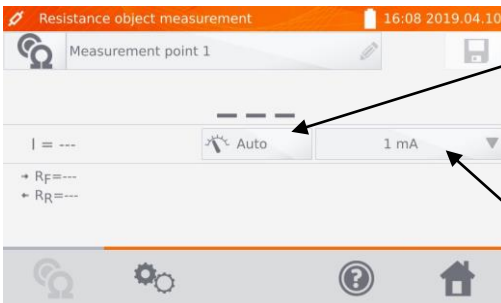 Resistance object measurement 16:08 2019.04.10
Measurement point 1
---
I = --- Auto 1 mA
RF=---
RR=---
?